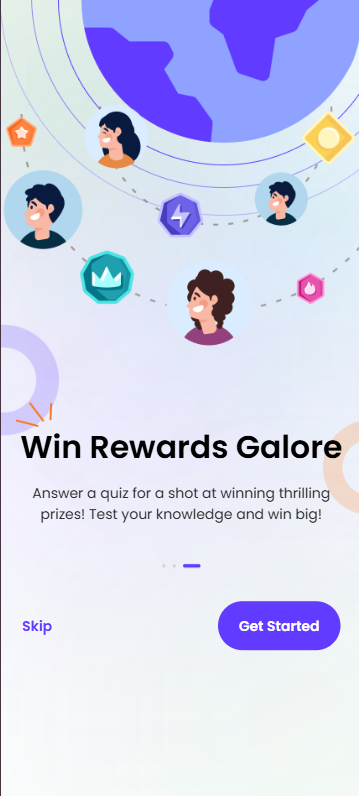 Win Rewards Galore
Answer a quiz for a shot at winning thrilling
prizes! Test your knowledge and win big!
Skip
Get Started